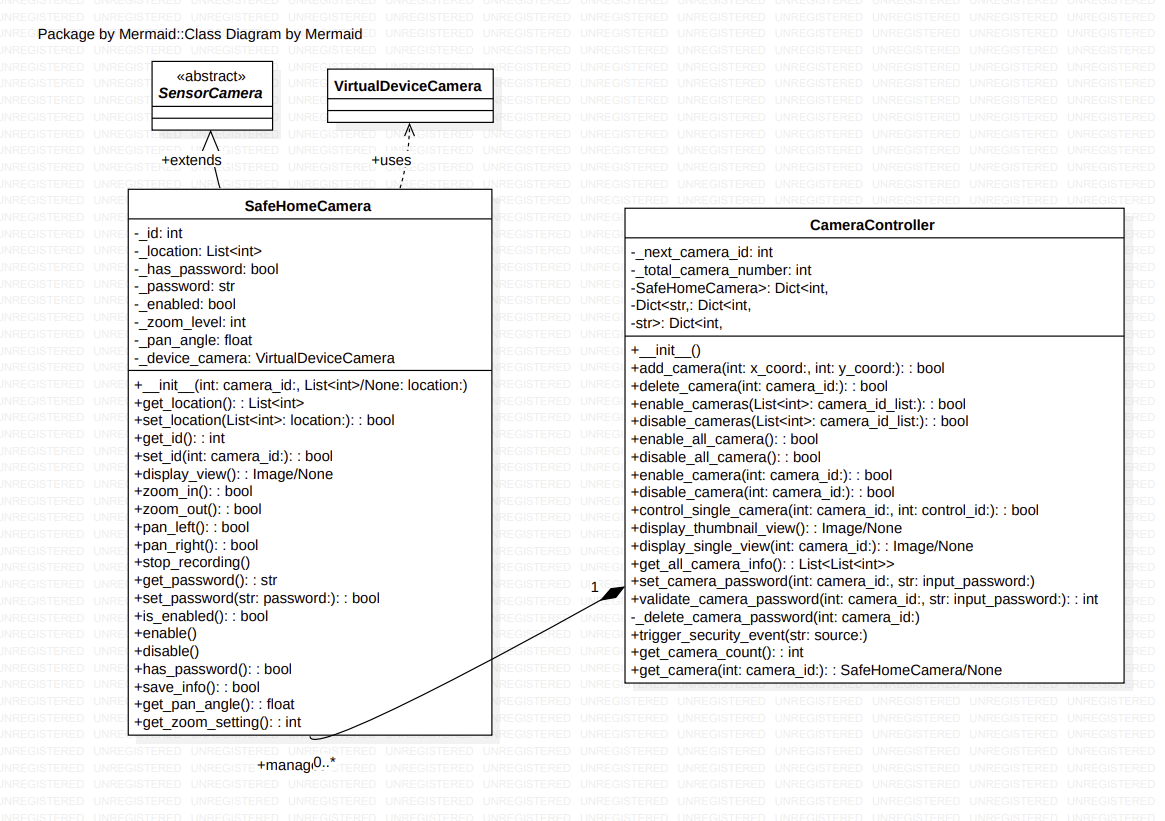 Package by Mermaid::Class Diagram by Mermaid
«abstract»
SensorCamera
VirtualDeviceCamera
+extends
+uses
SafeHomeCamera
-_id: int
-_location: List<int>
-_has_password: bool
-_password: str
-_enabled: bool
-_zoom_level: int
-_pan_angle: float
-_device_camera: VirtualDeviceCamera
+__init__(int: camera_id:, List<int>/None: location:)
+get_location(): : List<int>
+set_location(List<int>: location:): : bool
+get_id(): : int
+set_id(int: camera_id:): : bool
+display_view(): : Image/None
+zoom_in(): : bool
+zoom_out(): : bool
+pan_left(): : bool
+pan_right(): : bool
+stop_recording()
+get_password(): : str
+set_password(str: password:): : bool
+is_enabled(): : bool
+enable()
+disable()
+has_password(): : bool
+save_info(): : bool
+get_pan_angle(): : float
+get_zoom_setting(): : int
CameraController
-_next_camera_id: int
-_total_camera_number: int
-SafeHomeCamera>: Dict<int,
-Dict<str,: Dict<int,
-str>: Dict<int,
+__init__()
+add_camera(int: x_coord:, int: y_coord:): : bool
+delete_camera(int: camera_id:): : bool
+enable_cameras(List<int>: camera_id_list:): : bool
+disable_cameras(List<int>: camera_id_list:): : bool
+enable_all_camera(): : bool
+disable_all_camera(): : bool
+enable_camera(int: camera_id:): : bool
+disable_camera(int: camera_id:): : bool
+control_single_camera(int: camera_id:, int: control_id:): : bool
+display_thumbnail_view(): : Image/None
+display_single_view(int: camera_id:): : Image/None
+get_all_camera_info(): : List<List<int>>
+set_camera_password(int: camera_id:, str: input_password:)
+validate_camera_password(int: camera_id:, str: input_password:): : int
-_delete_camera_password(int: camera_id:)
+trigger_security_event(str: source:)
+get_camera_count(): : int
+get_camera(int: camera_id:): : SafeHomeCamera/None
1
0..*
UNREGISTERED